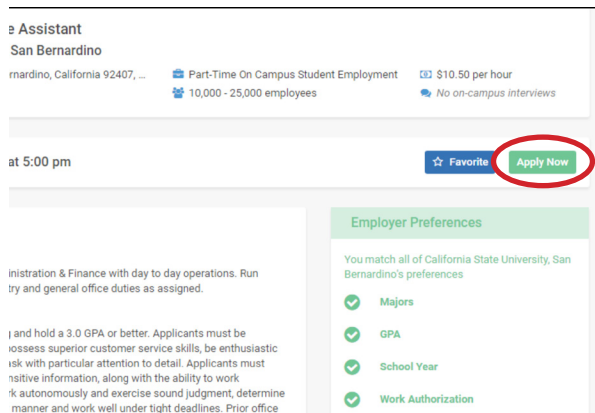 e Assistant
San Bernardino
rnardino, California 92407, ...
Part-Time On Campus Student Employment
$10.50 per hour
10,000 - 25,000 employees
No on-campus interviews
at 5:00 pm
Favorite
Apply Now
Employer Preferences
You match all of California State University, San
Bernardino's preferences
Majors
GPA
School Year
Work Authorization
inistration & Finance with day to day operations. Run
try and general office duties as assigned.
g and hold a 3.0 GPA or better. Applicants must be
possess superior customer service skills, be enthusiastic
ask with particular attention to detail. Applicants must
nsitive information, along with the ability to work
rk autonomously and exercise sound judgment, determine
manner and work well under tight deadlines. Prior office